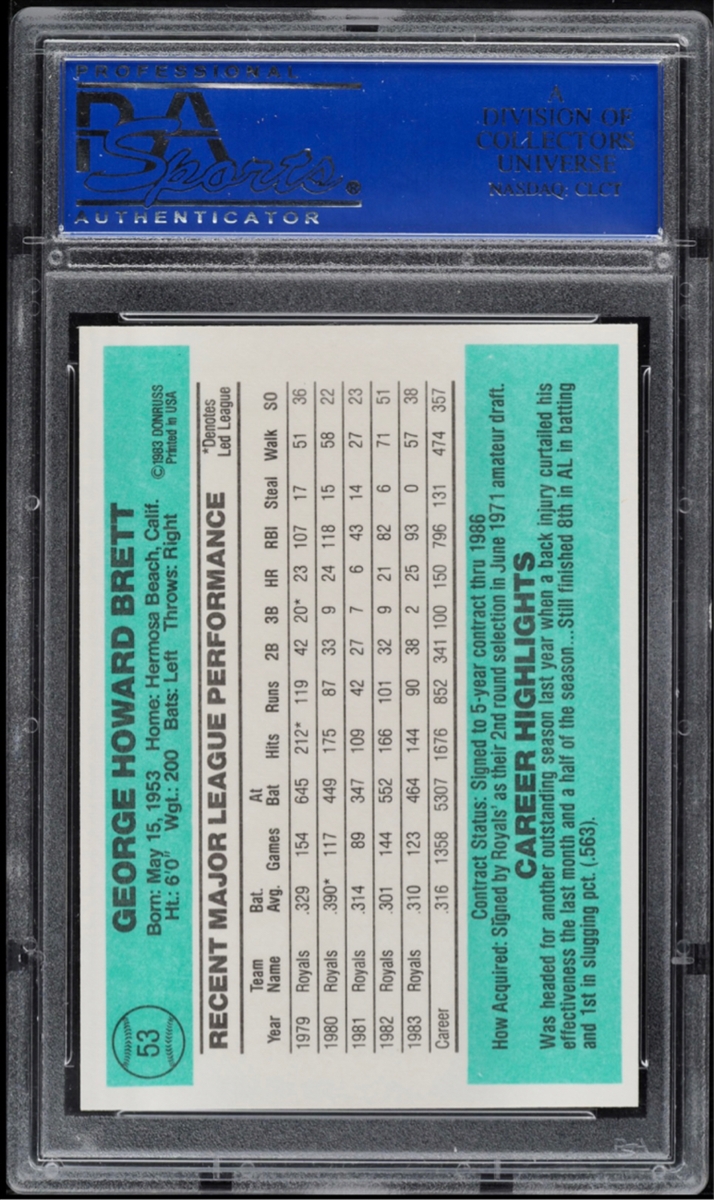 PROFESSIONAL
PSA
Sports®
AUTHENTICATOR
A
DIVISION OF
COLLECTORS
UNIVERSE
NASDAQ: CLCT
53
GEORGE HOWARD BRETT
Born: May 15, 1953 Home: Hermosa Beach, Calif.
Ht.: 6'0" Wgt.: 200 Bats: Left Throws: Right
©1983 DONRUSS
Printed in USA
RECENT MAJOR LEAGUE PERFORMANCE
*Denotes
Led League
Year Team Name Bat. Avg. Games At Bat Hits Runs 2B 3B HR RBI Steal Walk SO
1979 Royals .329 154 645 212* 119 42 20* 23 107 17 51 36
1980 Royals .390* 117 449 175 87 33 9 24 118 15 58 22
1981 Royals .314 89 347 109 42 27 7 6 43 14 27 23
1982 Royals .301 144 552 166 101 32 9 21 82 6 71 51
1983 Royals .310 123 464 144 90 38 2 25 93 0 57 38
Career .316 1358 5307 1676 852 341 100 150 796 131 474 357
Contract Status: Signed to 5-year contract thru 1986
How Acquired: Signed by Royals' as their 2nd round selection in June 1971 amateur draft.
CAREER HIGHLIGHTS
Was headed for another outstanding season last year when a back injury curtailed his
effectiveness the last month and a half of the season...Still finished 8th in AL in batting
and 1st in slugging pct. (.563).
PSA